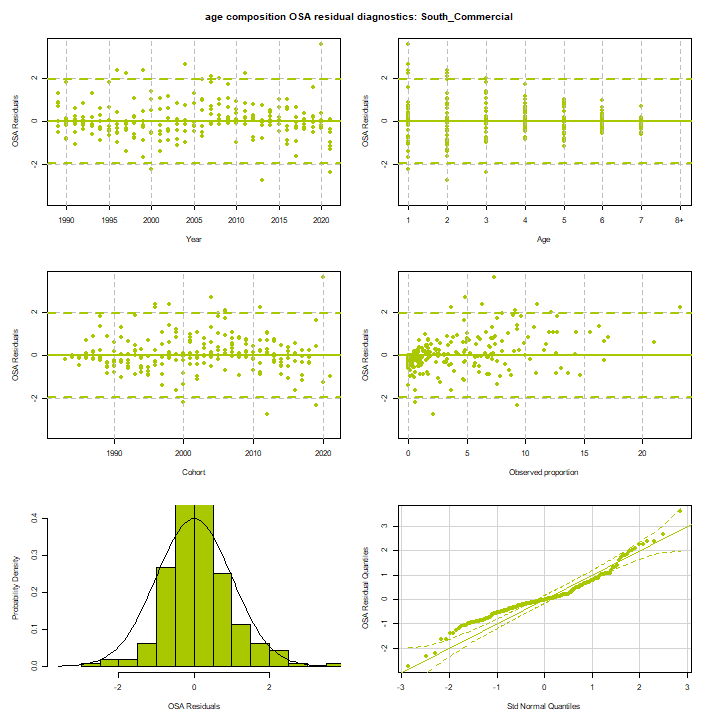 age composition OSA residual diagnostics: South_Commercial
OSA Residuals
2
0
-2
1990 1995 2000 2005 2010 2015 2020
Year
OSA Residuals
2
0
-2
1 2 3 4 5 6 7 8+
Age
OSA Residuals
2
0
-2
1990 2000 2010 2020
Cohort
OSA Residuals
2
0
-2
0 5 10 15 20
Observed proportion
Probability Density
0.4
0.3
0.2
0.1
0.0
-2 0 2
OSA Residuals
OSA Residual Quantiles
3
2
1
0
-1
-2
-3 -2 -1 0 1 2 3
Std Normal Quantiles